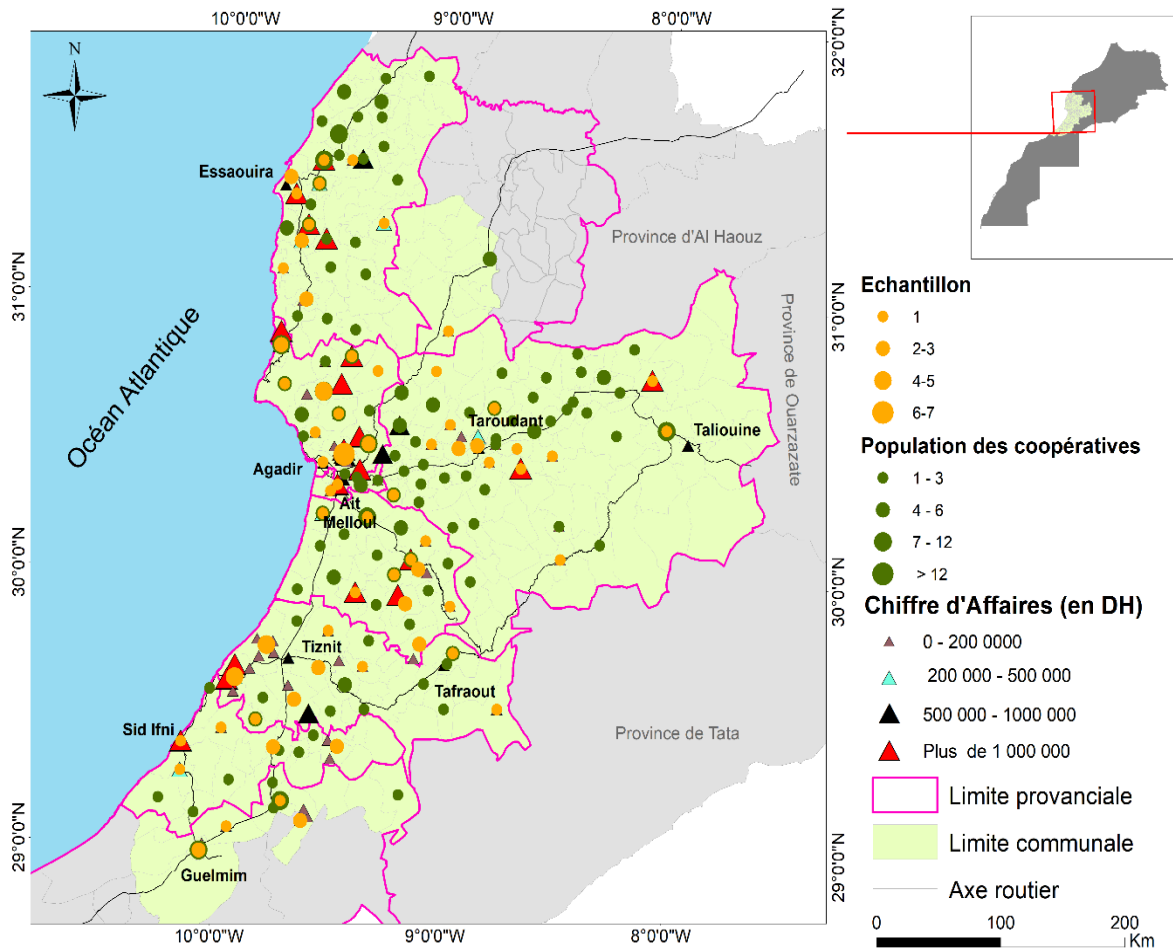 10°0'0"W
9°0'0"W
8°0'0"W
32°0'0"N
N
Essaouira
Province d'Al Haouz
31°0'0"N
31°0'0"N
Océan Atlantique
Province de Ouarzazate
Taroudant
Taliouine
Agadir
Ait
Melloul
30°0'0"N
30°0'0"N
Tiznit
Tafraout
Sid Ifni
Province de Tata
29°0'0"N
29°0'0"N
Guelmim
10°0'0"W
9°0'0"W
8°0'0"W
Echantillon
1
2-3
4-5
6-7
Population des coopératives
1 - 3
4 - 6
7 - 12
> 12
Chiffre d'Affaires (en DH)
0 - 200 0000
200 000 - 500 000
500 000 - 1000 000
Plus de 1 000 000
Limite provanciale
Limite communale
Axe routier
0 100 200
Km